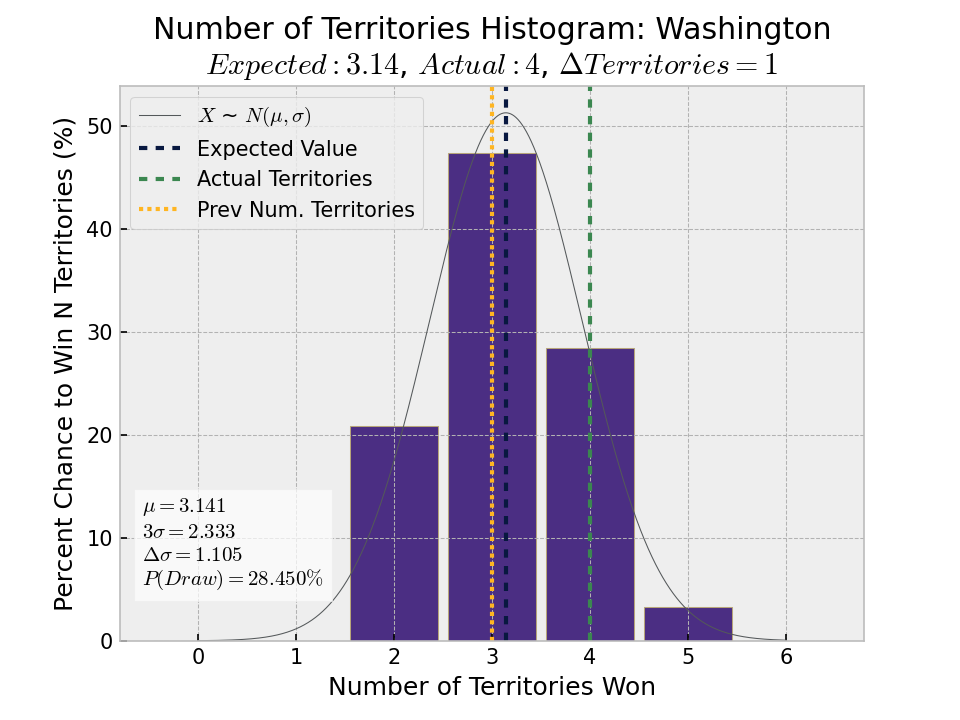 Number of Territories Histogram: Washington
Expected : 3.14, Actual : 4, ΔTerritories = 1
Percent Chance to Win N Territories (%)
50
40
30
20
10
0
X ∼ N(μ, σ)
Expected Value
Actual Territories
Prev Num. Territories
μ = 3.141
3σ = 2.333
Δσ = 1.105
P(Draw) = 28.450%
0 1 2 3 4 5 6
Number of Territories Won